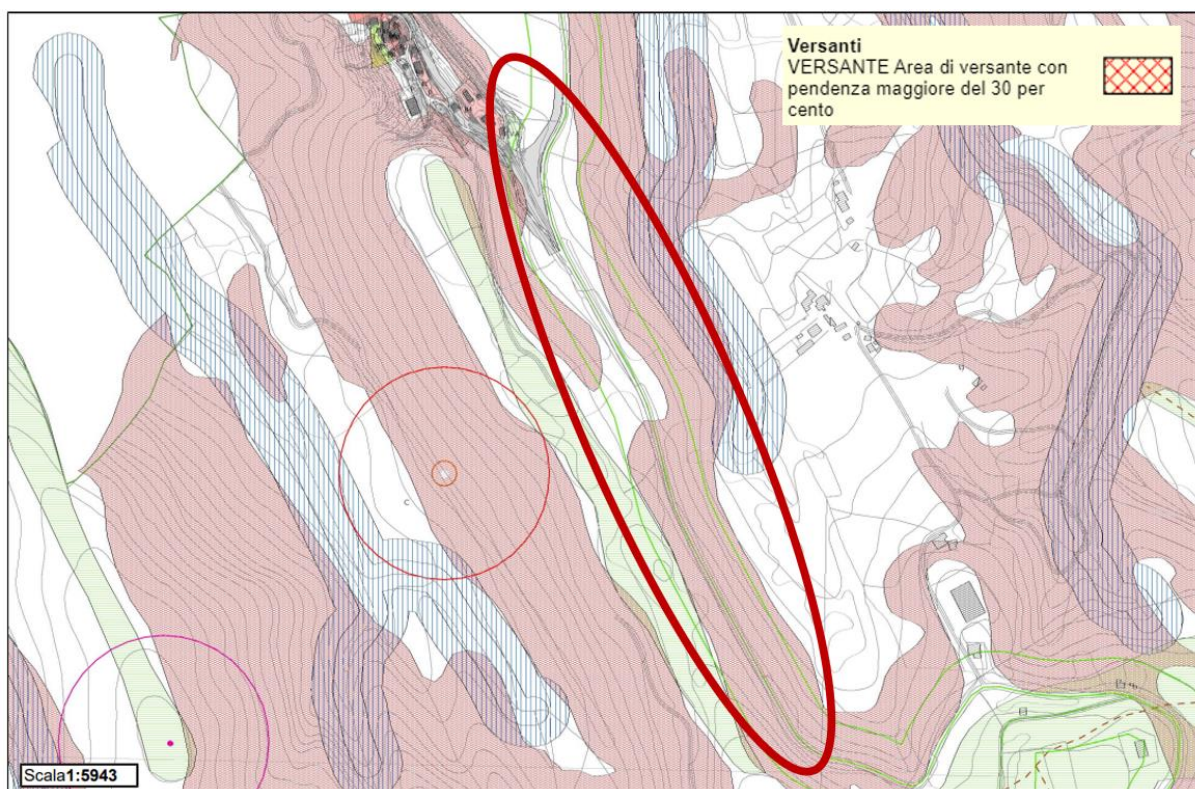 Versanti
VERSANTE Area di versante con
pendenza maggiore del 30 per
cento
Scala1:5943